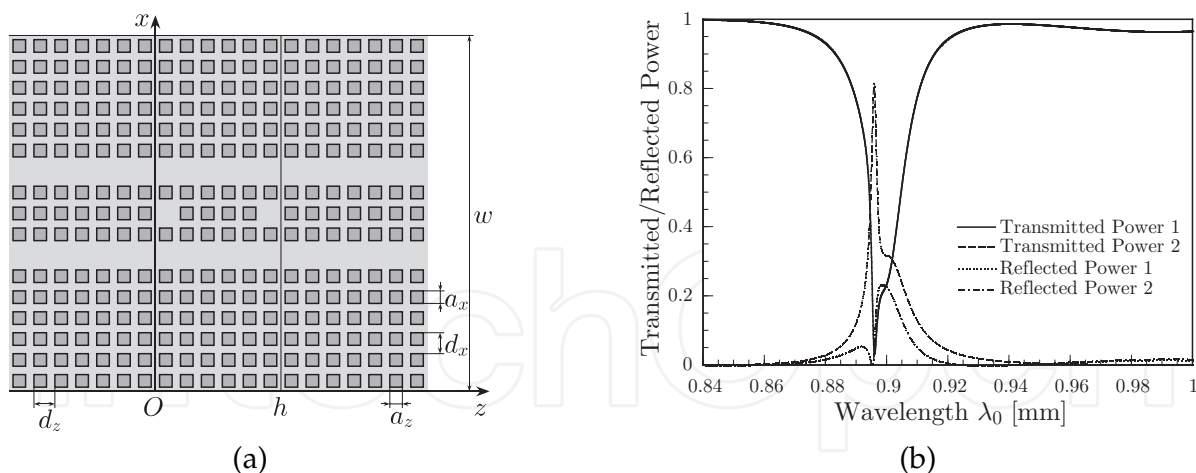 x
w
a_x
d_x
O
h
z
d_z
a_z
(a)
Transmitted/Reflected Power
1
0.8
0.6
0.4
0.2
0
Transmitted Power 1
Transmitted Power 2
Reflected Power 1
Reflected Power 2
0.84 0.86 0.88 0.9 0.92 0.94 0.96 0.98 1
Wavelength λ₀ [mm]
(b)
intechopen